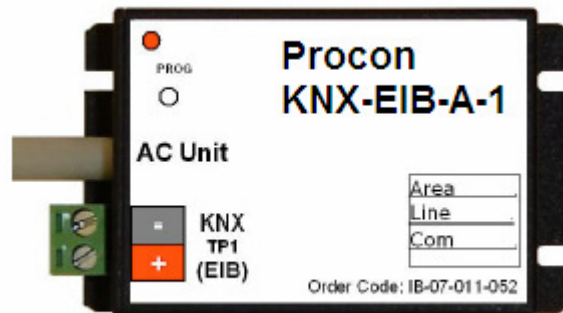 PROG
Procon
KNX-EIB-A-1
AC Unit
- KNX
TP1
+ (EIB)
Area
Line
Com
Order Code: IB-07-011-052